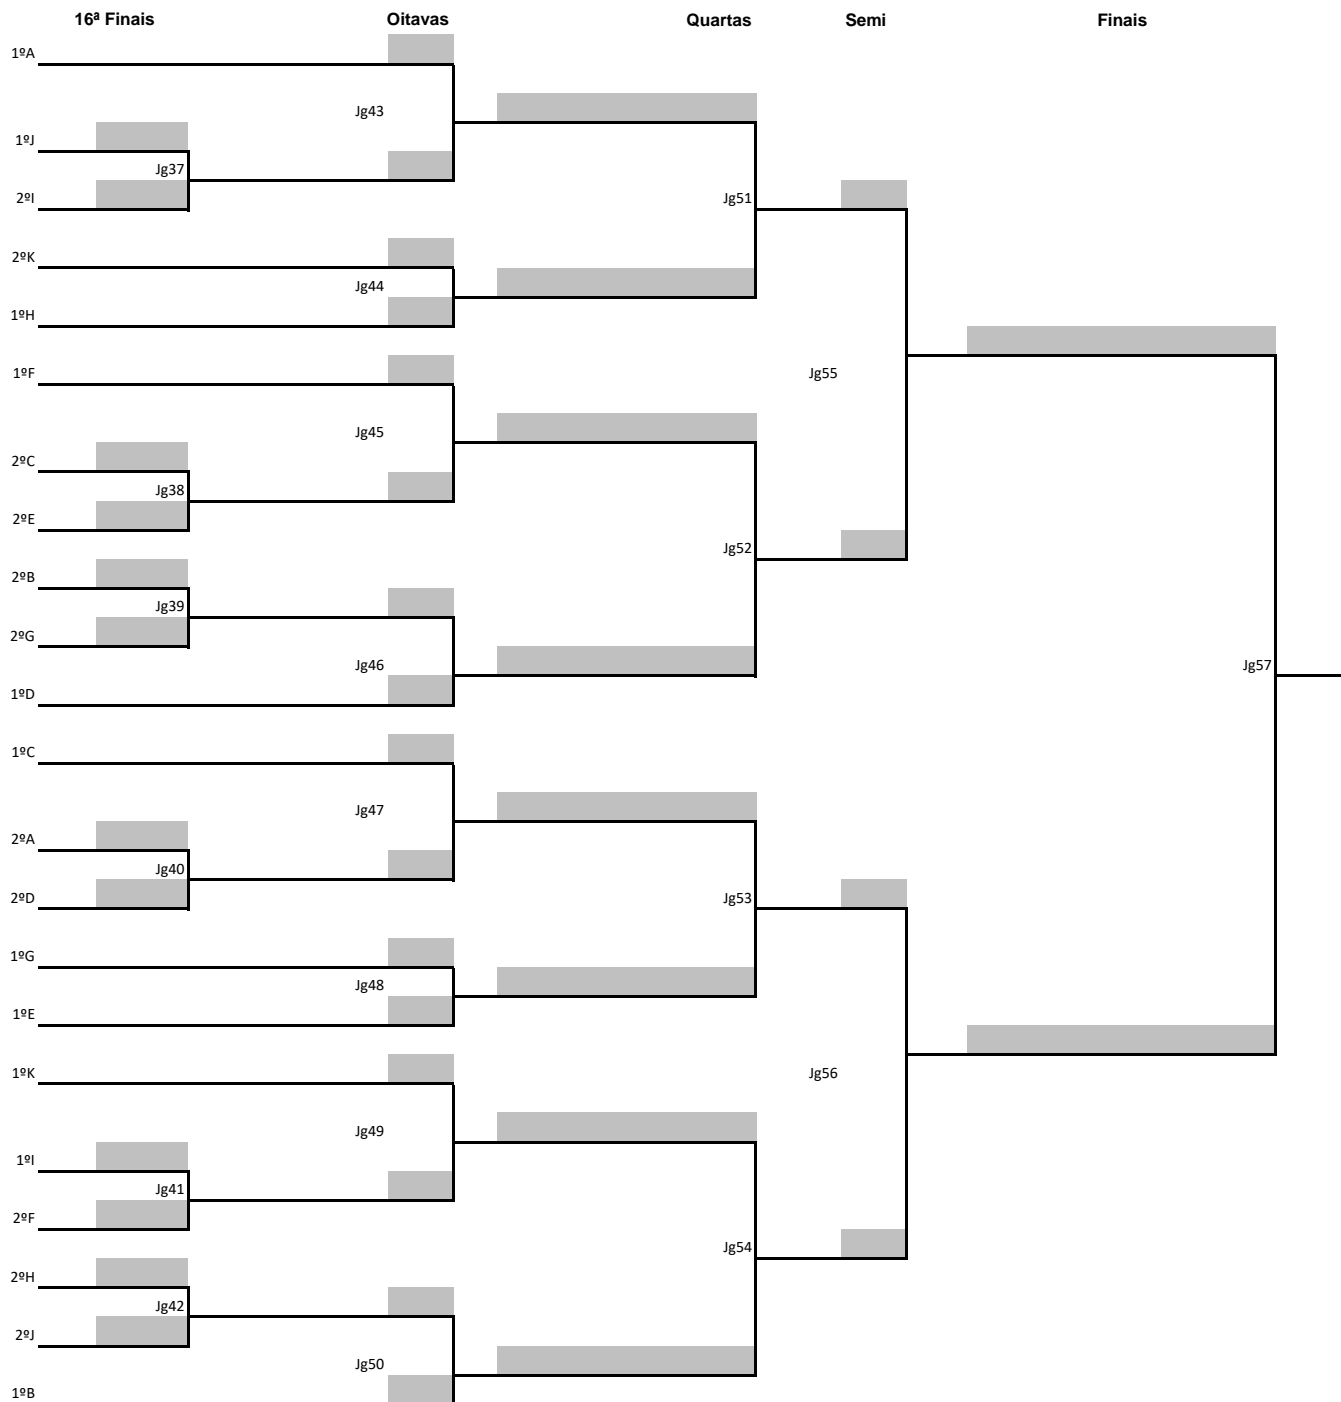 16ª Finais Oitavas Quartas Semi Finais
1ºA
Jg43
1ºJ
Jg37
2ºI
Jg51
2ºK
Jg44
1ºH
1ºF
Jg55
Jg45
2ºC
Jg38
2ºE
Jg52
2ºB
Jg39
2ºG
Jg46
Jg57
1ºD
1ºC
Jg47
2ºA
Jg40
2ºD
Jg53
1ºG
Jg48
1ºE
1ºK
Jg56
Jg49
1ºI
Jg41
2ºF
Jg54
2ºH
Jg42
2ºJ
Jg50
1ºB